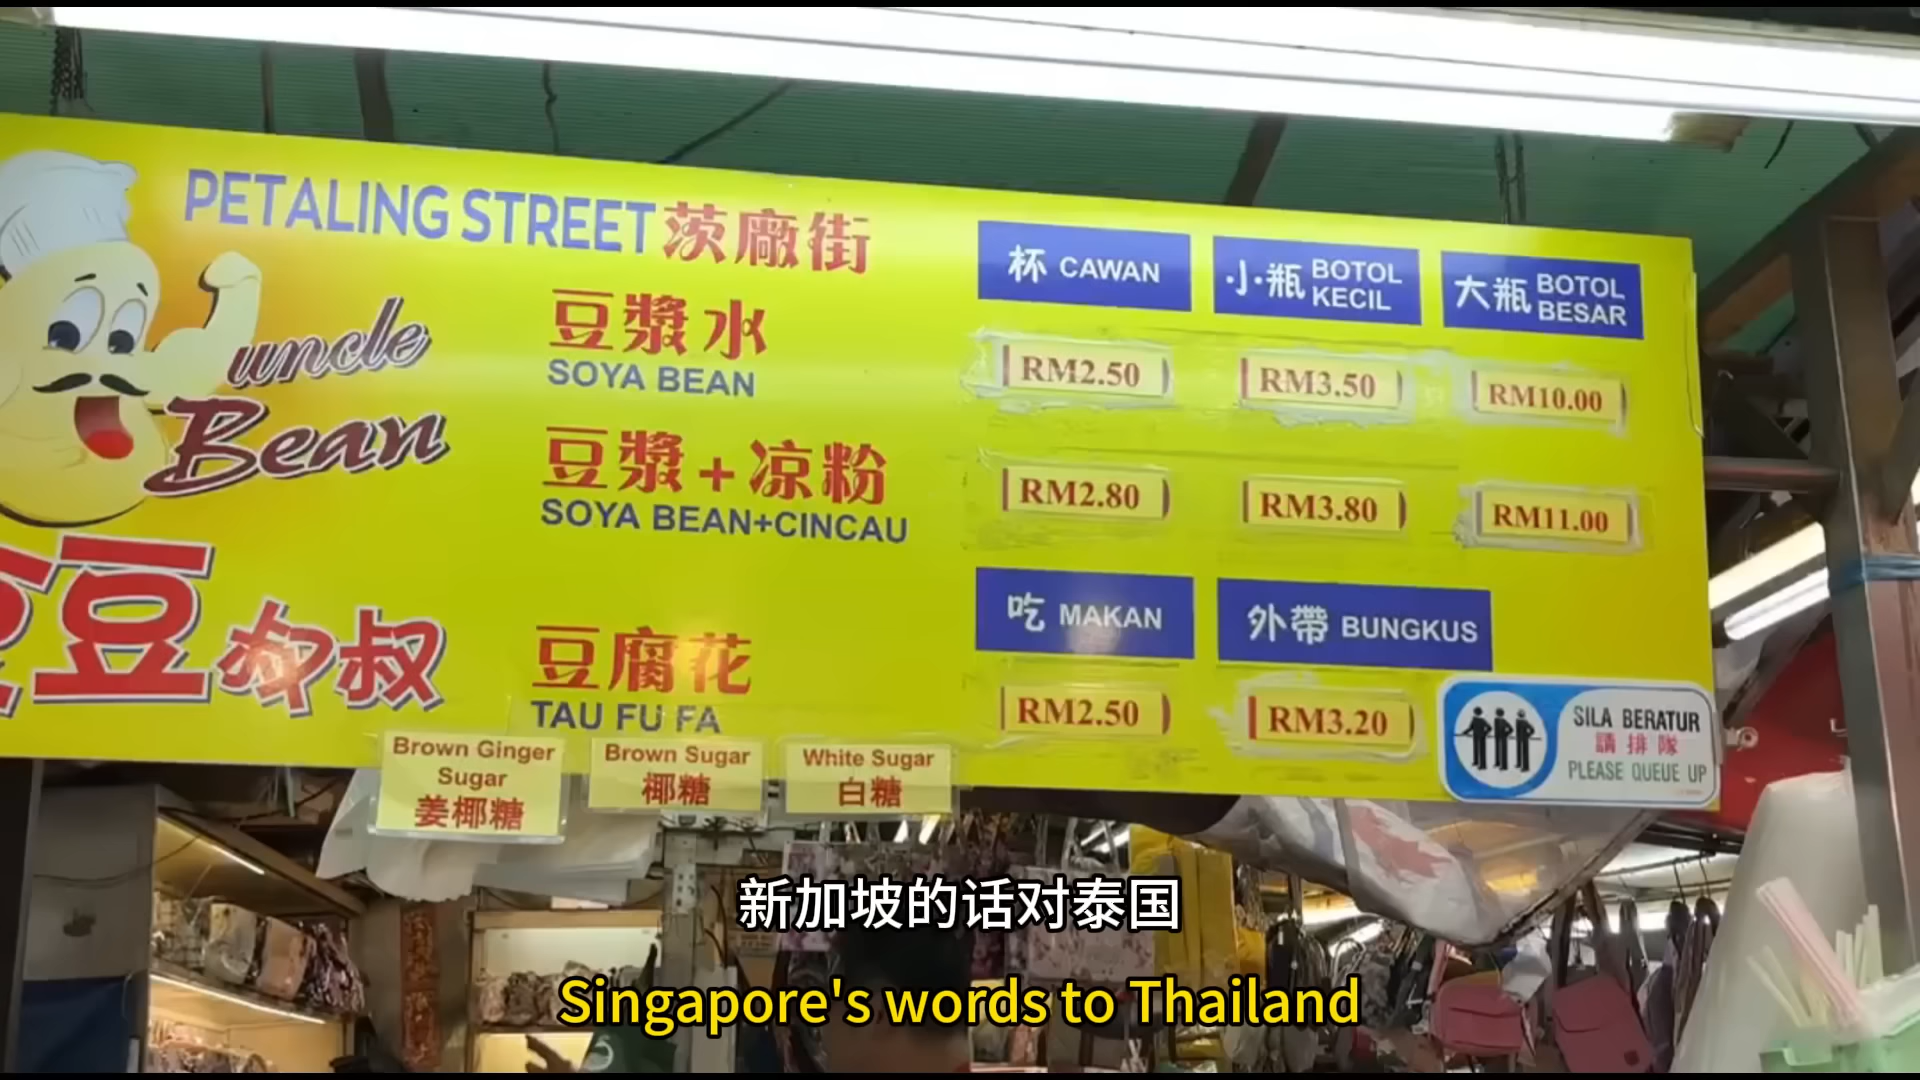 PETALING STREET 茨廠街
uncle
Bean
豆叔叔
豆漿水
SOYA BEAN
豆漿+凉粉
SOYA BEAN+CINCAU
豆腐花
TAU FU FA
杯 CAWAN
小瓶 BOTOL KECIL
大瓶 BOTOL BESAR
RM2.50
RM3.50
RM10.00
RM2.80
RM3.80
RM11.00
吃 MAKAN
外帶 BUNGKUS
RM2.50
RM3.20
SILA BERATUR
請排隊
PLEASE QUEUE UP
Brown Ginger
Sugar
姜椰糖
Brown Sugar
椰糖
White Sugar
白糖
新加坡的话对泰国
Singapore's words to Thailand